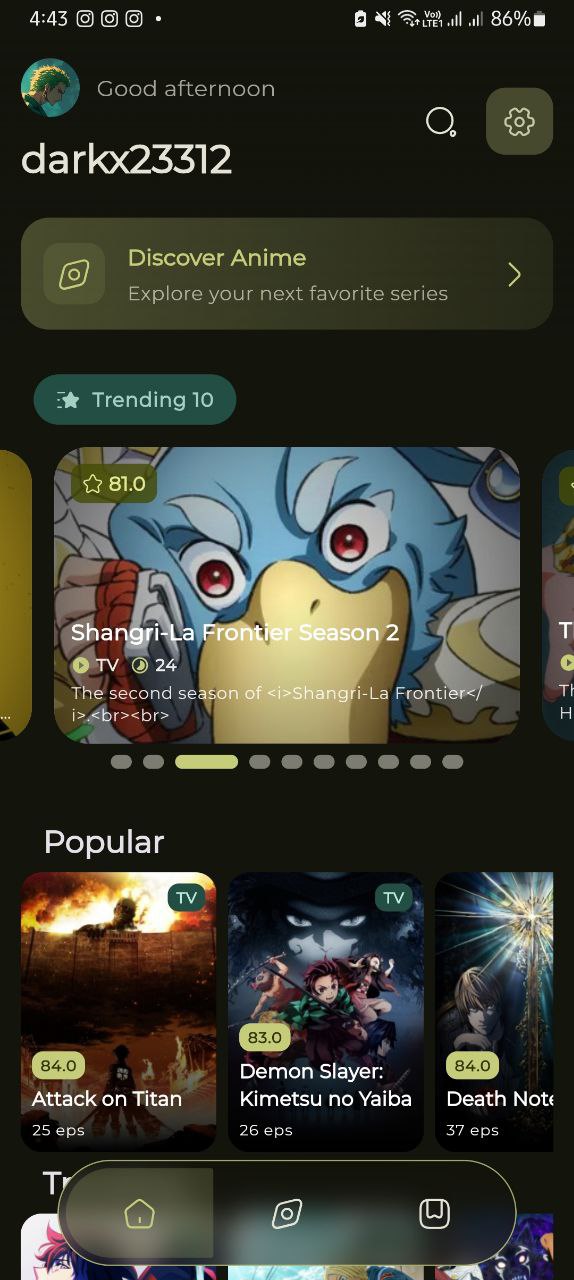 4:43
Vo))
LTE1
86%
Good afternoon
darkx23312
Discover Anime
Explore your next favorite series
Trending 10
81.0
Shangri-La Frontier Season 2
TV 24
The second season of <i>Shangri-La Frontier</
i>.<br><br>
...
T
Th
H
Popular
TV
84.0
Attack on Titan
25 eps
TV
83.0
Demon Slayer:
Kimetsu no Yaiba
26 eps
84.0
Death Note
37 eps
Tr